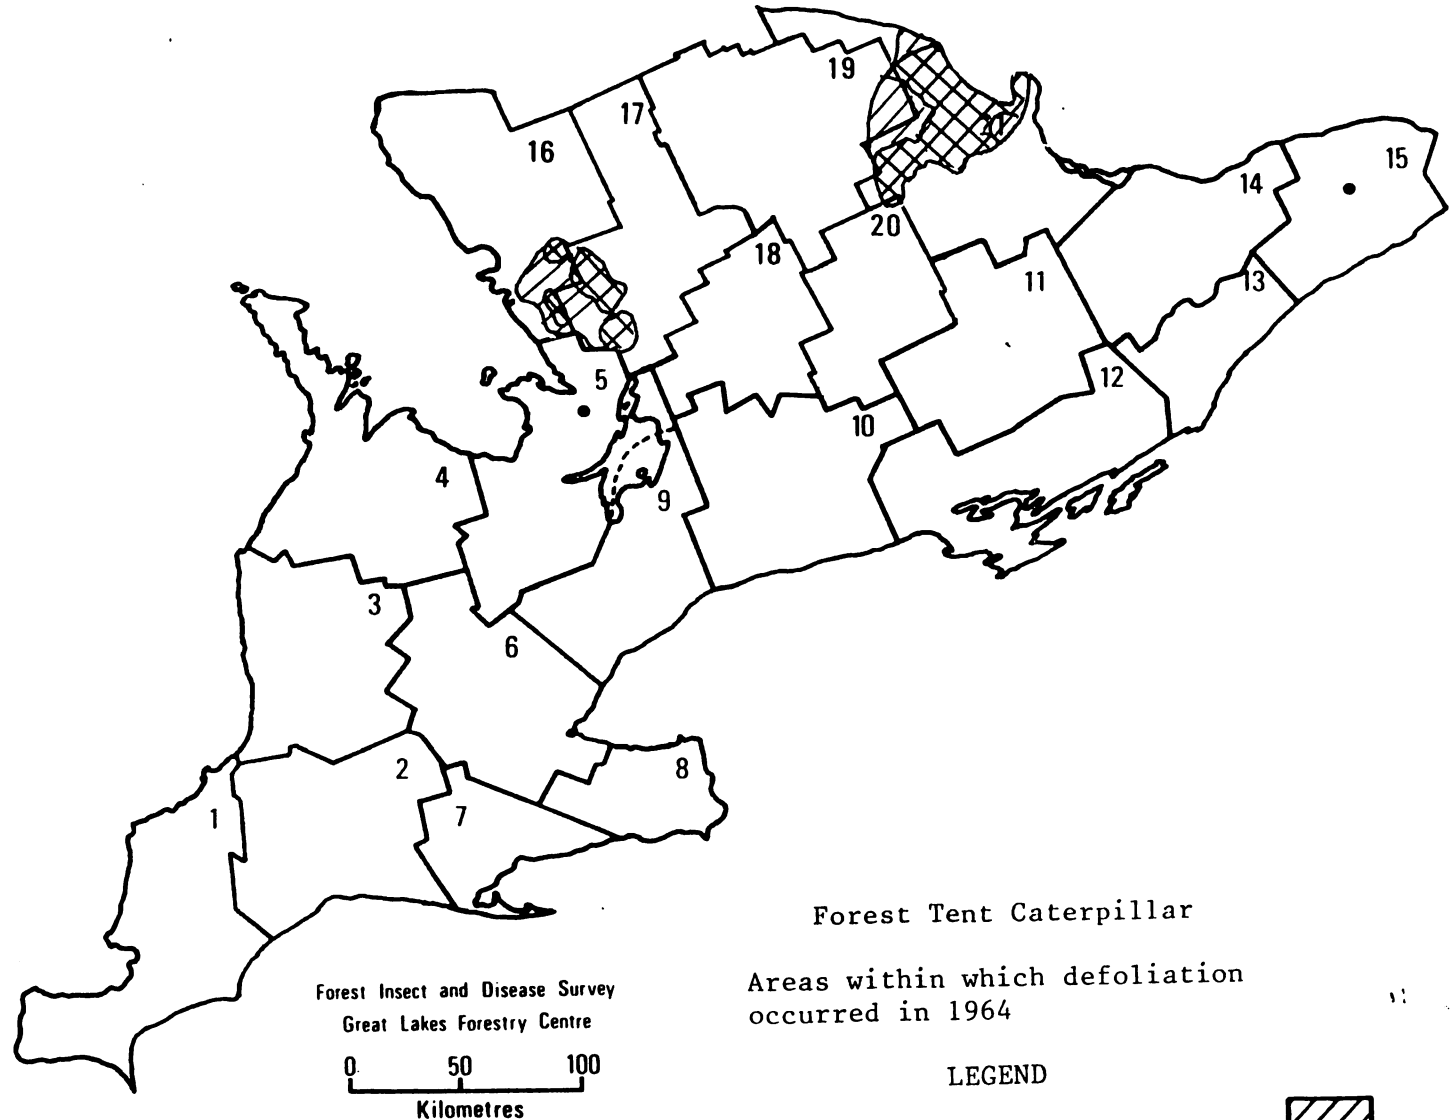 19
17
16
15
14
20
18
11
13
5
12
10
4
9
3
6
2
8
7
1
Forest Tent Caterpillar
Areas within which defoliation
occurred in 1964
LEGEND
Forest Insect and Disease Survey
Great Lakes Forestry Centre
0 50 100
Kilometres